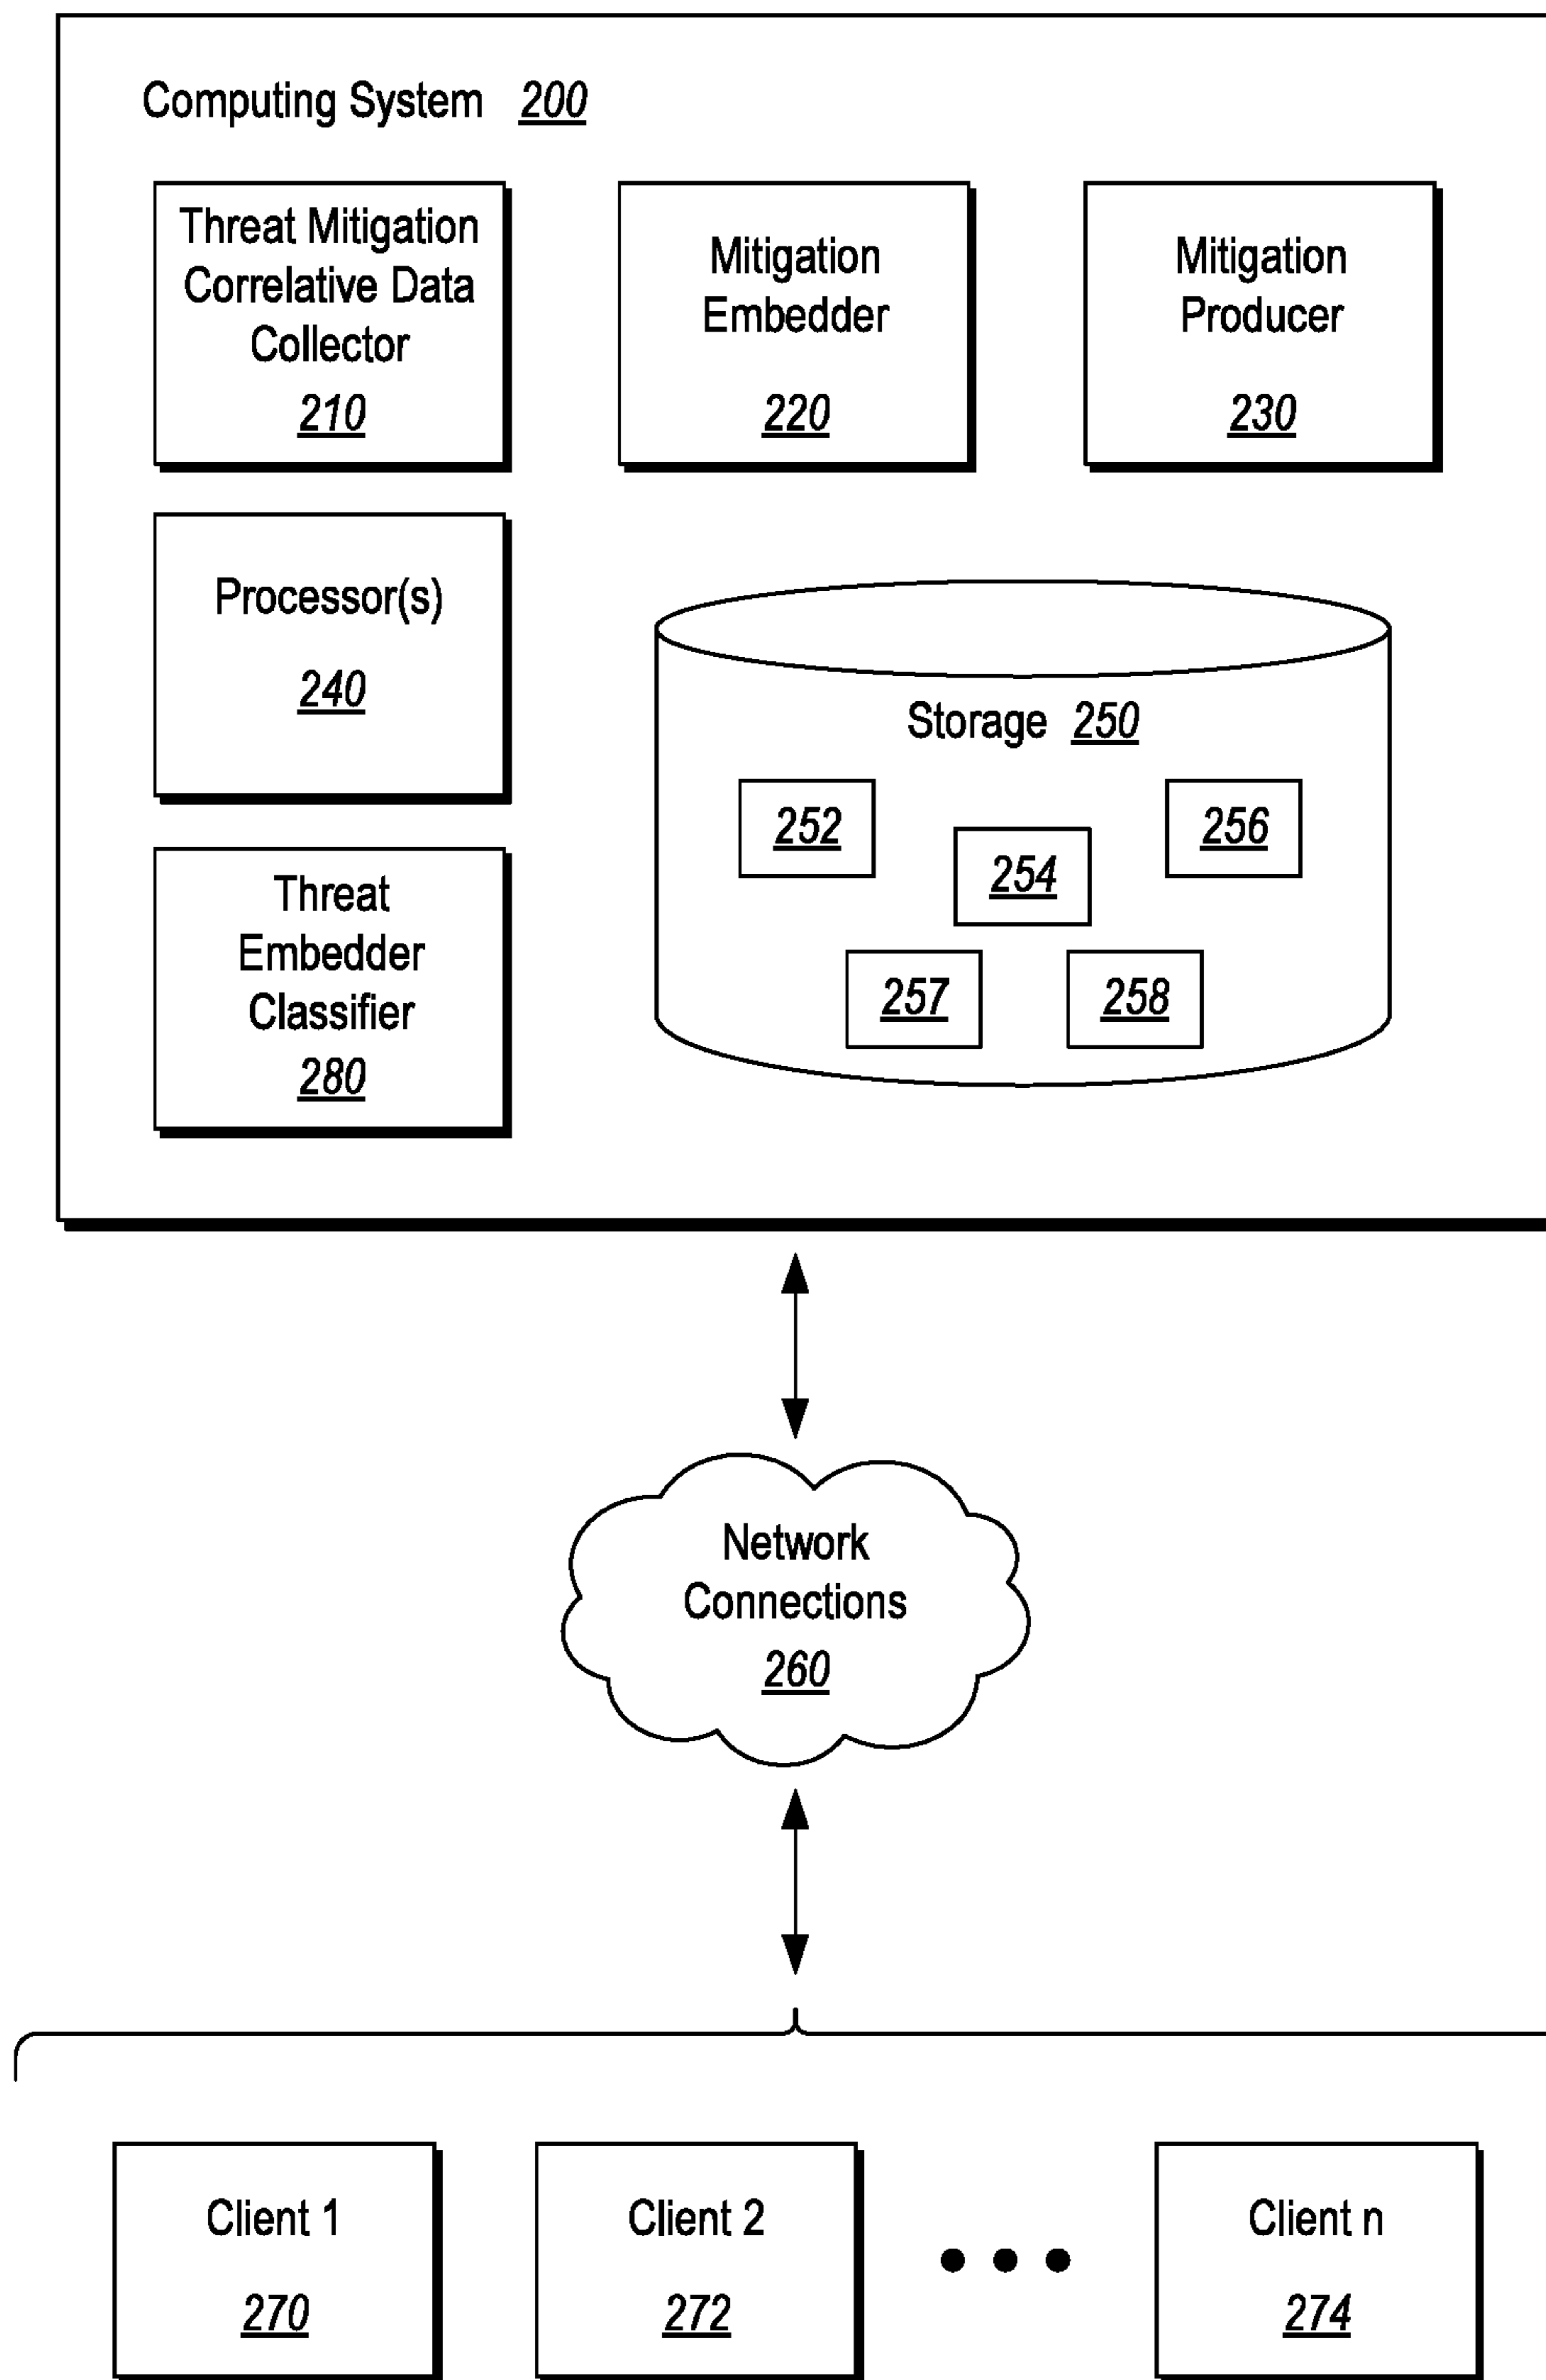 Computing System 200
Threat Mitigation
Correlative Data
Collector
210
Mitigation
Embedder
220
Mitigation
Producer
230
Processor(s)
240
Storage 250
252
254
256
257
258
Threat
Embedder
Classifier
280
Network
Connections
260
Client 1
270
Client 2
272
Client n
274